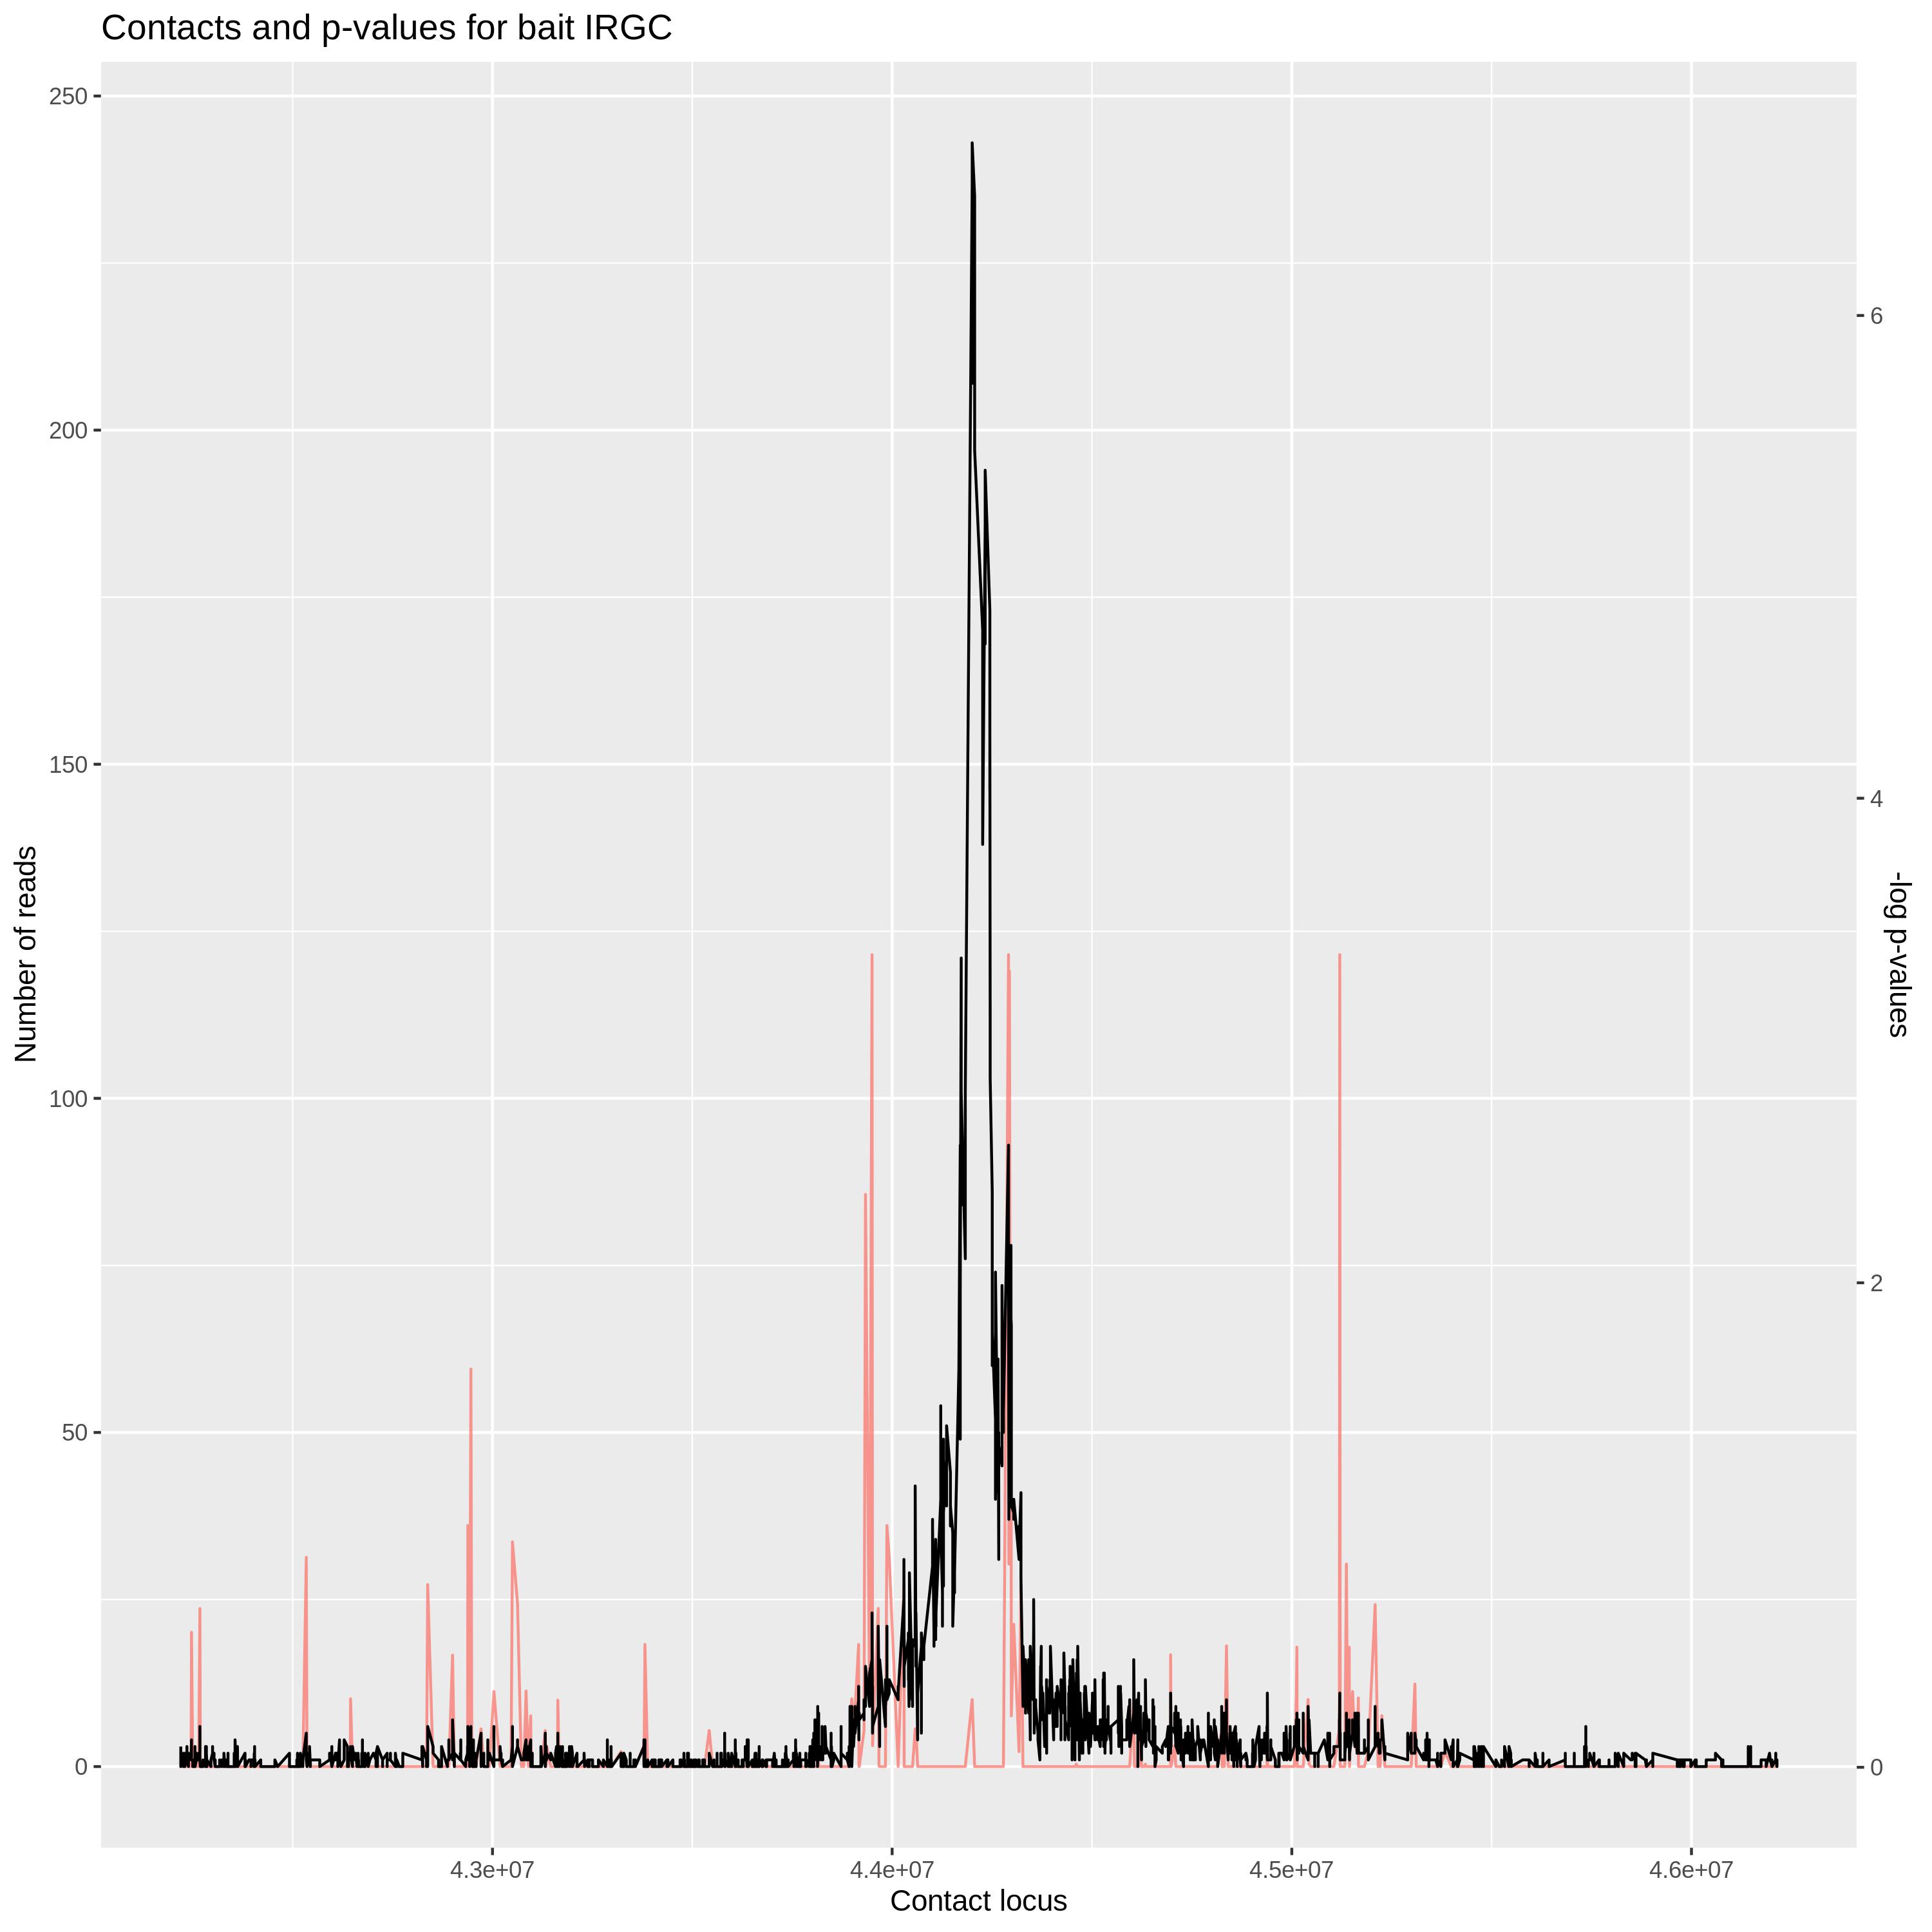 Contacts and p-values for bait IRGC
250
200
150
100
50
0
Number of reads
6
4
2
0
-log p-values
4.3e+07
4.4e+07
4.5e+07
4.6e+07
Contact locus